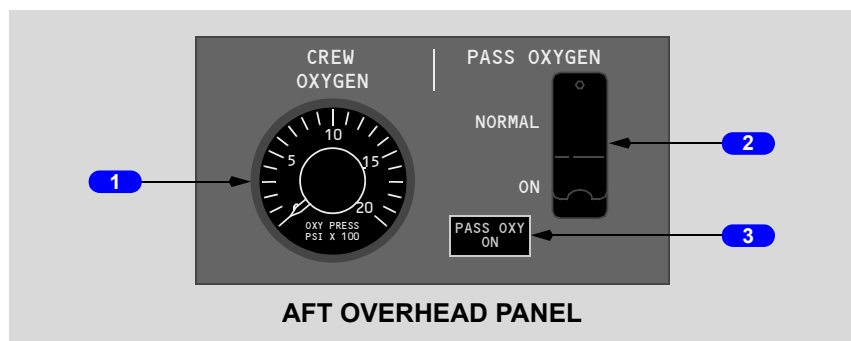 CREW
OXYGEN
PASS OXYGEN
10
5
15
0
20
OXY PRESS
PSI X 100
NORMAL
ON
PASS OXY
ON
1
2
3
AFT OVERHEAD PANEL